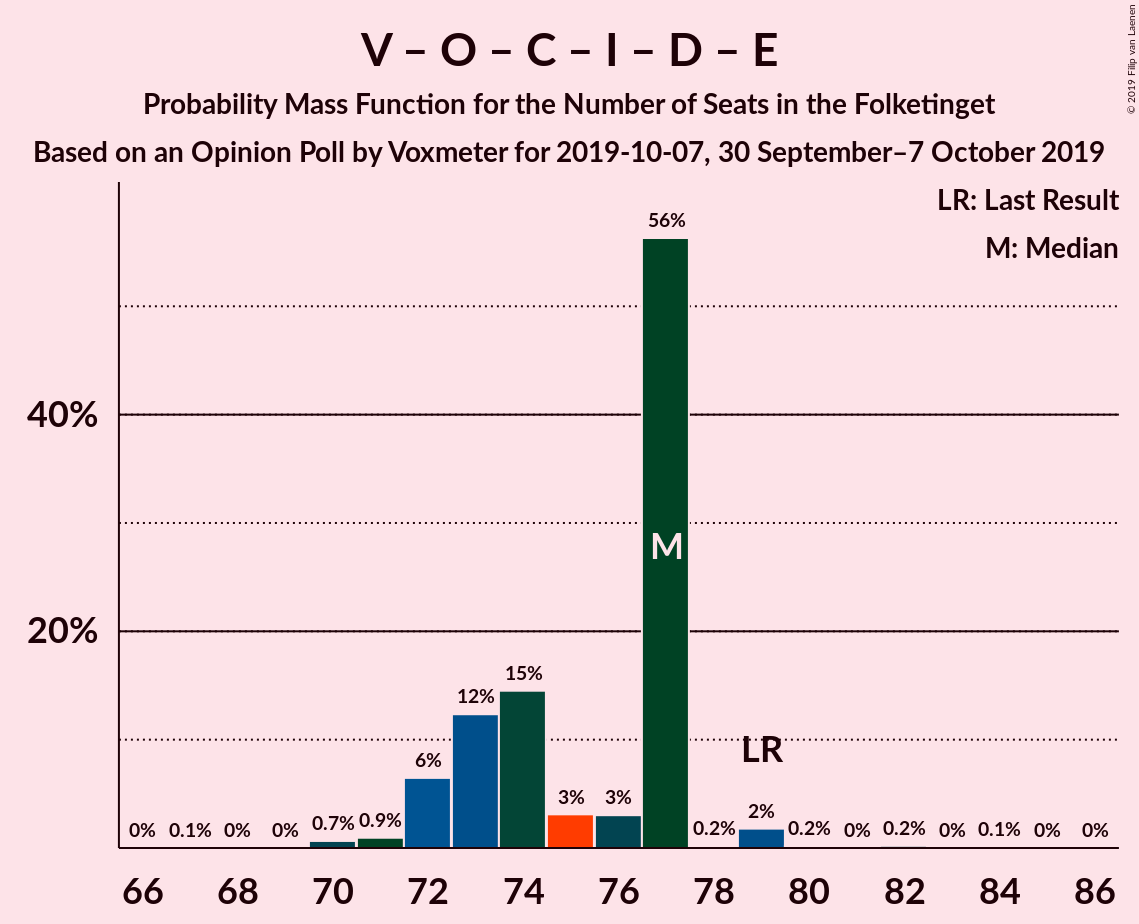 V – O – C – I – D – E
Probability Mass Function for the Number of Seats in the Folketinget
Based on an Opinion Poll by Voxmeter for 2019-10-07, 30 September–7 October 2019
© 2019 Filip van Laenen
LR: Last Result
M: Median
40%
20%
0%
0.1%
0%
0%
0.7%
0.9%
6%
12%
15%
3%
3%
56%
0.2%
2%
0.2%
0%
0.2%
0%
0.1%
0%
0%
M
LR
66 68 70 72 74 76 78 80 82 84 86